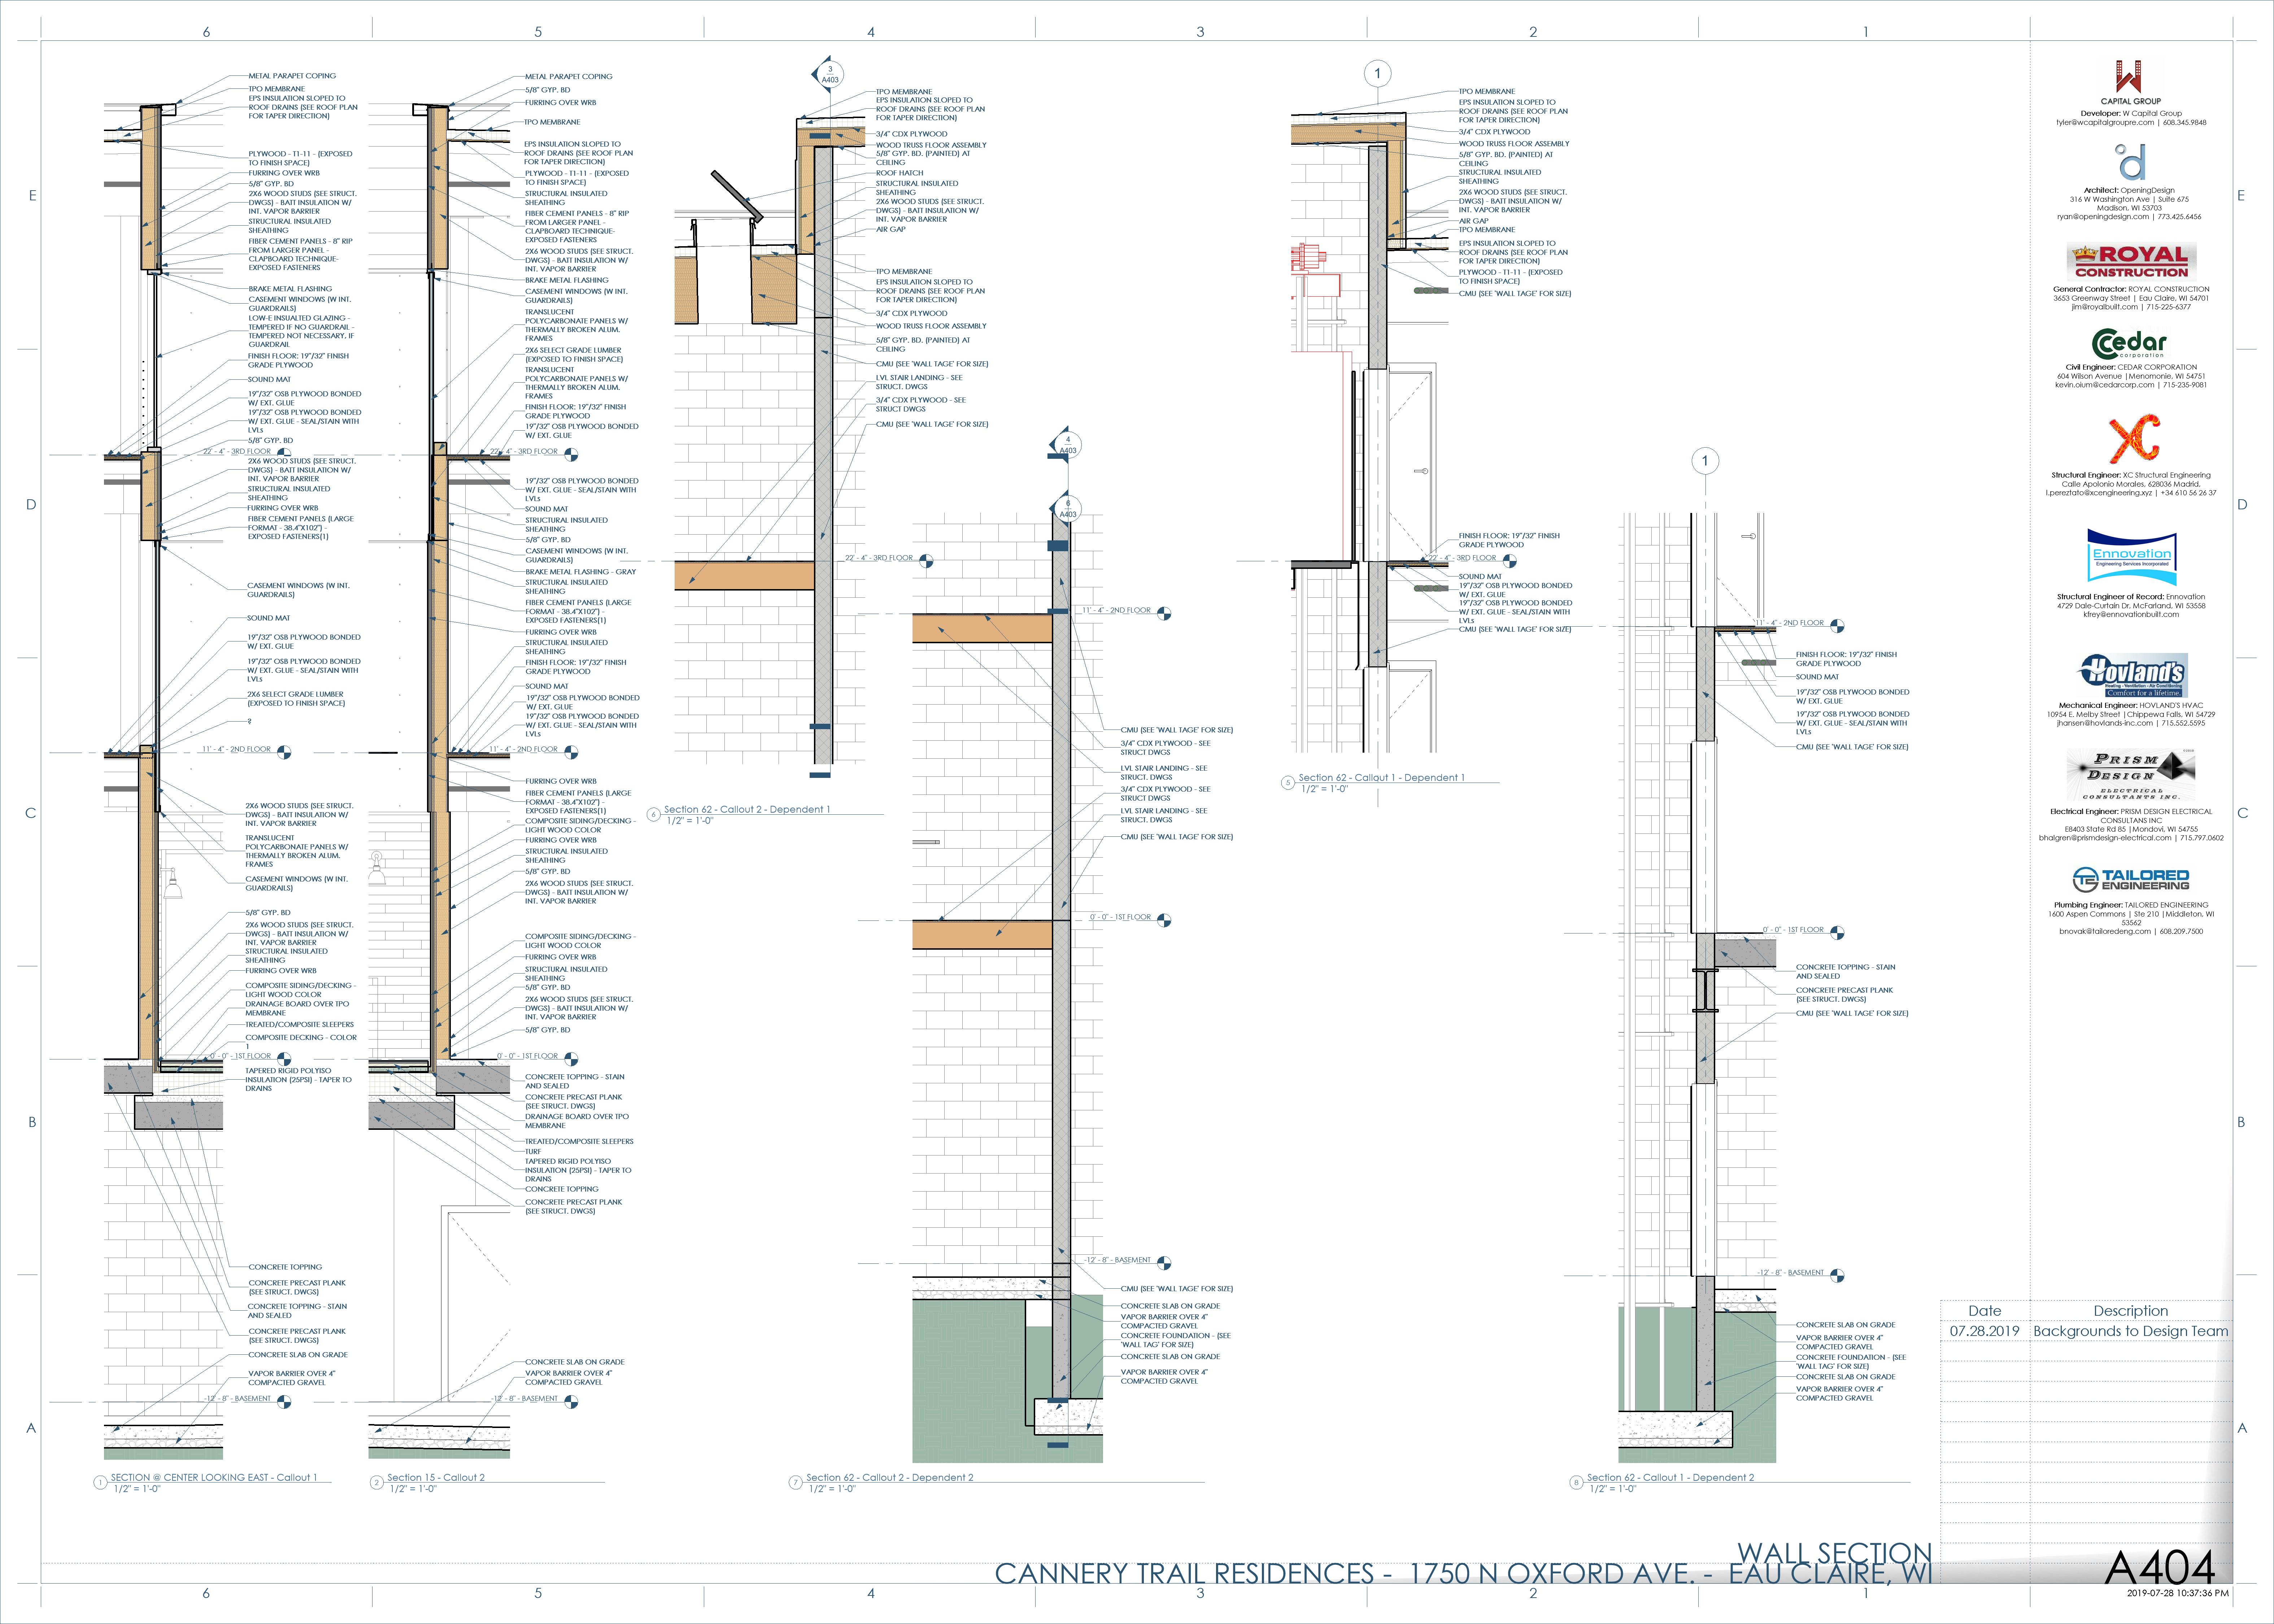 6
5
4
3
2
1
METAL PARAPET COPING
TPO MEMBRANE
EPS INSULATION SLOPED TO
ROOF DRAINS (SEE ROOF PLAN
FOR TAPER DIRECTION)
PLYWOOD - T1-11 - (EXPOSED
TO FINISH SPACE)
FURRING OVER WRB
5/8" GYP. BD
2X6 WOOD STUDS (SEE STRUCT.
DWGS) - BATT INSULATION W/
INT. VAPOR BARRIER
STRUCTURAL INSULATED
SHEATHING
FIBER CEMENT PANELS - 8" RIP
FROM LARGER PANEL -
CLAPBOARD TECHNIQUE-
EXPOSED FASTENERS
BRAKE METAL FLASHING
CASEMENT WINDOWS (W INT.
GUARDRAILS)
LOW-E INSUALTED GLAZING -
TEMPERED IF NO GUARDRAIL -
TEMPERED NOT NECESSARY, IF
GUARDRAIL
FINISH FLOOR: 19"/32" FINISH
GRADE PLYWOOD
SOUND MAT
19"/32" OSB PLYWOOD BONDED
W/ EXT. GLUE
19"/32" OSB PLYWOOD BONDED
W/ EXT. GLUE - SEAL/STAIN WITH
LVLs
5/8" GYP. BD
22' - 4" - 3RD FLOOR
2X6 WOOD STUDS (SEE STRUCT.
DWGS) - BATT INSULATION W/
INT. VAPOR BARRIER
STRUCTURAL INSULATED
SHEATHING
FURRING OVER WRB
FIBER CEMENT PANELS (LARGE
FORMAT - 38.4"X102") -
EXPOSED FASTENERS(1)
CASEMENT WINDOWS (W INT.
GUARDRAILS)
SOUND MAT
19"/32" OSB PLYWOOD BONDED
W/ EXT. GLUE
19"/32" OSB PLYWOOD BONDED
W/ EXT. GLUE - SEAL/STAIN WITH
LVLs
2X6 SELECT GRADE LUMBER
(EXPOSED TO FINISH SPACE)
?
11' - 4" - 2ND FLOOR
2X6 WOOD STUDS (SEE STRUCT.
DWGS) - BATT INSULATION W/
INT. VAPOR BARRIER
TRANSLUCENT
POLYCARBONATE PANELS W/
THERMALLY BROKEN ALUM.
FRAMES
CASEMENT WINDOWS (W INT.
GUARDRAILS)
5/8" GYP. BD
2X6 WOOD STUDS (SEE STRUCT.
DWGS) - BATT INSULATION W/
INT. VAPOR BARRIER
STRUCTURAL INSULATED
SHEATHING
FURRING OVER WRB
COMPOSITE SIDING/DECKING -
LIGHT WOOD COLOR
DRAINAGE BOARD OVER TPO
MEMBRANE
TREATED/COMPOSITE SLEEPERS
COMPOSITE DECKING - COLOR
1
0' - 0" - 1ST FLOOR
TAPERED RIGID POLYISO
INSULATION (25PSI) - TAPER TO
DRAINS
CONCRETE TOPPING
CONCRETE PRECAST PLANK
(SEE STRUCT. DWGS)
CONCRETE TOPPING - STAIN
AND SEALED
CONCRETE PRECAST PLANK
(SEE STRUCT. DWGS)
CONCRETE SLAB ON GRADE
VAPOR BARRIER OVER 4"
COMPACTED GRAVEL
-12' - 8" - BASEMENT
1 SECTION @ CENTER LOOKING EAST - Callout 1
1/2" = 1'-0"
METAL PARAPET COPING
5/8" GYP. BD
FURRING OVER WRB
TPO MEMBRANE
EPS INSULATION SLOPED TO
ROOF DRAINS (SEE ROOF PLAN
FOR TAPER DIRECTION)
PLYWOOD - T1-11 - (EXPOSED
TO FINISH SPACE)
STRUCTURAL INSULATED
SHEATHING
FIBER CEMENT PANELS - 8" RIP
FROM LARGER PANEL -
CLAPBOARD TECHNIQUE-
EXPOSED FASTENERS
2X6 WOOD STUDS (SEE STRUCT.
DWGS) - BATT INSULATION W/
INT. VAPOR BARRIER
BRAKE METAL FLASHING
CASEMENT WINDOWS (W INT.
GUARDRAILS)
TRANSLUCENT
POLYCARBONATE PANELS W/
THERMALLY BROKEN ALUM.
FRAMES
2X6 SELECT GRADE LUMBER
(EXPOSED TO FINISH SPACE)
TRANSLUCENT
POLYCARBONATE PANELS W/
THERMALLY BROKEN ALUM.
FRAMES
FINISH FLOOR: 19"/32" FINISH
GRADE PLYWOOD
19"/32" OSB PLYWOOD BONDED
W/ EXT. GLUE
22' - 4" - 3RD FLOOR
19"/32" OSB PLYWOOD BONDED
W/ EXT. GLUE - SEAL/STAIN WITH
LVLs
SOUND MAT
STRUCTURAL INSULATED
SHEATHING
5/8" GYP. BD
CASEMENT WINDOWS (W INT.
GUARDRAILS)
BRAKE METAL FLASHING - GRAY
STRUCTURAL INSULATED
SHEATHING
FIBER CEMENT PANELS (LARGE
FORMAT - 38.4"X102") -
EXPOSED FASTENERS(1)
FURRING OVER WRB
STRUCTURAL INSULATED
SHEATHING
FINISH FLOOR: 19"/32" FINISH
GRADE PLYWOOD
SOUND MAT
19"/32" OSB PLYWOOD BONDED
W/ EXT. GLUE
19"/32" OSB PLYWOOD BONDED
W/ EXT. GLUE - SEAL/STAIN WITH
LVLs
11' - 4" - 2ND FLOOR
FURRING OVER WRB
FIBER CEMENT PANELS (LARGE
FORMAT - 38.4"X102") -
EXPOSED FASTENERS(1)
COMPOSITE SIDING/DECKING -
LIGHT WOOD COLOR
FURRING OVER WRB
STRUCTURAL INSULATED
SHEATHING
5/8" GYP. BD
2X6 WOOD STUDS (SEE STRUCT.
DWGS) - BATT INSULATION W/
INT. VAPOR BARRIER
COMPOSITE SIDING/DECKING -
LIGHT WOOD COLOR
FURRING OVER WRB
STRUCTURAL INSULATED
SHEATHING
5/8" GYP. BD
2X6 WOOD STUDS (SEE STRUCT.
DWGS) - BATT INSULATION W/
INT. VAPOR BARRIER
5/8" GYP. BD
0' - 0" - 1ST FLOOR
CONCRETE TOPPING - STAIN
AND SEALED
CONCRETE PRECAST PLANK
(SEE STRUCT. DWGS)
DRAINAGE BOARD OVER TPO
MEMBRANE
TREATED/COMPOSITE SLEEPERS
TURF
TAPERED RIGID POLYISO
INSULATION (25PSI) - TAPER TO
DRAINS
CONCRETE TOPPING
CONCRETE PRECAST PLANK
(SEE STRUCT. DWGS)
CONCRETE SLAB ON GRADE
VAPOR BARRIER OVER 4"
COMPACTED GRAVEL
-12' - 8" - BASEMENT
2 Section 15 - Callout 2
1/2" = 1'-0"
3
A403
TPO MEMBRANE
EPS INSULATION SLOPED TO
ROOF DRAINS (SEE ROOF PLAN
FOR TAPER DIRECTION)
3/4" CDX PLYWOOD
WOOD TRUSS FLOOR ASSEMBLY
5/8" GYP. BD. (PAINTED) AT
CEILING
ROOF HATCH
STRUCTURAL INSULATED
SHEATHING
2X6 WOOD STUDS (SEE STRUCT.
DWGS) - BATT INSULATION W/
INT. VAPOR BARRIER
AIR GAP
TPO MEMBRANE
EPS INSULATION SLOPED TO
ROOF DRAINS (SEE ROOF PLAN
FOR TAPER DIRECTION)
3/4" CDX PLYWOOD
WOOD TRUSS FLOOR ASSEMBLY
5/8" GYP. BD. (PAINTED) AT
CEILING
CMU (SEE 'WALL TAGE' FOR SIZE)
LVL STAIR LANDING - SEE
STRUCT. DWGS
3/4" CDX PLYWOOD - SEE
STRUCT DWGS
CMU (SEE 'WALL TAGE' FOR SIZE)
22' - 4" - 3RD FLOOR
6 Section 62 - Callout 2 - Dependent 1
1/2" = 1'-0"
4
A403
6
A403
11' - 4" - 2ND FLOOR
CMU (SEE 'WALL TAGE' FOR SIZE)
3/4" CDX PLYWOOD - SEE
STRUCT DWGS
LVL STAIR LANDING - SEE
STRUCT. DWGS
3/4" CDX PLYWOOD - SEE
STRUCT DWGS
LVL STAIR LANDING - SEE
STRUCT. DWGS
CMU (SEE 'WALL TAGE' FOR SIZE)
0' - 0" - 1ST FLOOR
-12' - 8" - BASEMENT
CMU (SEE 'WALL TAGE' FOR SIZE)
CONCRETE SLAB ON GRADE
VAPOR BARRIER OVER 4"
COMPACTED GRAVEL
CONCRETE FOUNDATION - (SEE
'WALL TAG' FOR SIZE)
CONCRETE SLAB ON GRADE
VAPOR BARRIER OVER 4"
COMPACTED GRAVEL
7 Section 62 - Callout 2 - Dependent 2
1/2" = 1'-0"
1
TPO MEMBRANE
EPS INSULATION SLOPED TO
ROOF DRAINS (SEE ROOF PLAN
FOR TAPER DIRECTION)
3/4" CDX PLYWOOD
WOOD TRUSS FLOOR ASSEMBLY
5/8" GYP. BD. (PAINTED) AT
CEILING
STRUCTURAL INSULATED
SHEATHING
2X6 WOOD STUDS (SEE STRUCT.
DWGS) - BATT INSULATION W/
INT. VAPOR BARRIER
AIR GAP
TPO MEMBRANE
EPS INSULATION SLOPED TO
ROOF DRAINS (SEE ROOF PLAN
FOR TAPER DIRECTION)
PLYWOOD - T1-11 - (EXPOSED
TO FINISH SPACE)
CMU (SEE 'WALL TAGE' FOR SIZE)
FINISH FLOOR: 19"/32" FINISH
GRADE PLYWOOD
22' - 4" - 3RD FLOOR
SOUND MAT
19"/32" OSB PLYWOOD BONDED
W/ EXT. GLUE
19"/32" OSB PLYWOOD BONDED
W/ EXT. GLUE - SEAL/STAIN WITH
LVLs
CMU (SEE 'WALL TAGE' FOR SIZE)
5 Section 62 - Callout 1 - Dependent 1
1/2" = 1'-0"
1
11' - 4" - 2ND FLOOR
FINISH FLOOR: 19"/32" FINISH
GRADE PLYWOOD
SOUND MAT
19"/32" OSB PLYWOOD BONDED
W/ EXT. GLUE
19"/32" OSB PLYWOOD BONDED
W/ EXT. GLUE - SEAL/STAIN WITH
LVLs
CMU (SEE 'WALL TAGE' FOR SIZE)
0' - 0" - 1ST FLOOR
CONCRETE TOPPING - STAIN
AND SEALED
CONCRETE PRECAST PLANK
(SEE STRUCT. DWGS)
CMU (SEE 'WALL TAGE' FOR SIZE)
-12' - 8" - BASEMENT
CONCRETE SLAB ON GRADE
VAPOR BARRIER OVER 4"
COMPACTED GRAVEL
CONCRETE FOUNDATION - (SEE
'WALL TAG' FOR SIZE)
CONCRETE SLAB ON GRADE
VAPOR BARRIER OVER 4"
COMPACTED GRAVEL
8 Section 62 - Callout 1 - Dependent 2
1/2" = 1'-0"
E
D
C
B
A
E
D
C
B
A
CAPITAL GROUP
Developer: W Capital Group
tyler@wcapitalgroupre.com | 608.345.9848
d
Architect: OpeningDesign
316 W Washington Ave | Suite 675
Madison, WI 53703
ryan@openingdesign.com | 773.425.6456
ROYAL
CONSTRUCTION
General Contractor: ROYAL CONSTRUCTION
3653 Greenway Street | Eau Claire, WI 54701
jim@royalbuilt.com | 715-225-6377
Cedar
corporation
Civil Engineer: CEDAR CORPORATION
604 Wilson Avenue |Menomonie, WI 54751
kevin.oium@cedarcorp.com | 715-235-9081
XC
Structural Engineer: XC Structural Engineering
Calle Apolonio Morales, 628036 Madrid,
l.pereztato@xcengineering.xyz | +34 610 56 26 37
Ennovation
Engineering Services Incorporated
Structural Engineer of Record: Ennovation
4729 Dale-Curtain Dr, McFarland, WI 53558
kfrey@ennovationbuilt.com
Hovland's
Heating - Ventilation - Air Conditioning
Comfort for a lifetime.
Mechanical Engineer: HOVLAND'S HVAC
10954 E. Melby Street |Chippewa Falls, WI 54729
jhansen@hovlands-inc.com | 715.552.5595
PRISM
DESIGN
ELECTRICAL
CONSULTANTS INC.
Electrical Engineer: PRISM DESIGN ELECTRICAL
CONSULTANS INC
E8403 State Rd 85 |Mondovi, WI 54755
bhalgren@prismdesign-electrical.com | 715.797.0602
TE TAILORED
ENGINEERING
Plumbing Engineer: TAILORED ENGINEERING
1600 Aspen Commons | Ste 210 |Middleton, WI
53562
bnovak@tailoredeng.com | 608.209.7500
Date Description
07.28.2019 Backgrounds to Design Team
WALL SECTION
CANNERY TRAIL RESIDENCES - 1750 N OXFORD AVE. - EAU CLAIRE, WI
A404
2019-07-28 10:37:36 PM
6
5
4
3
2
1